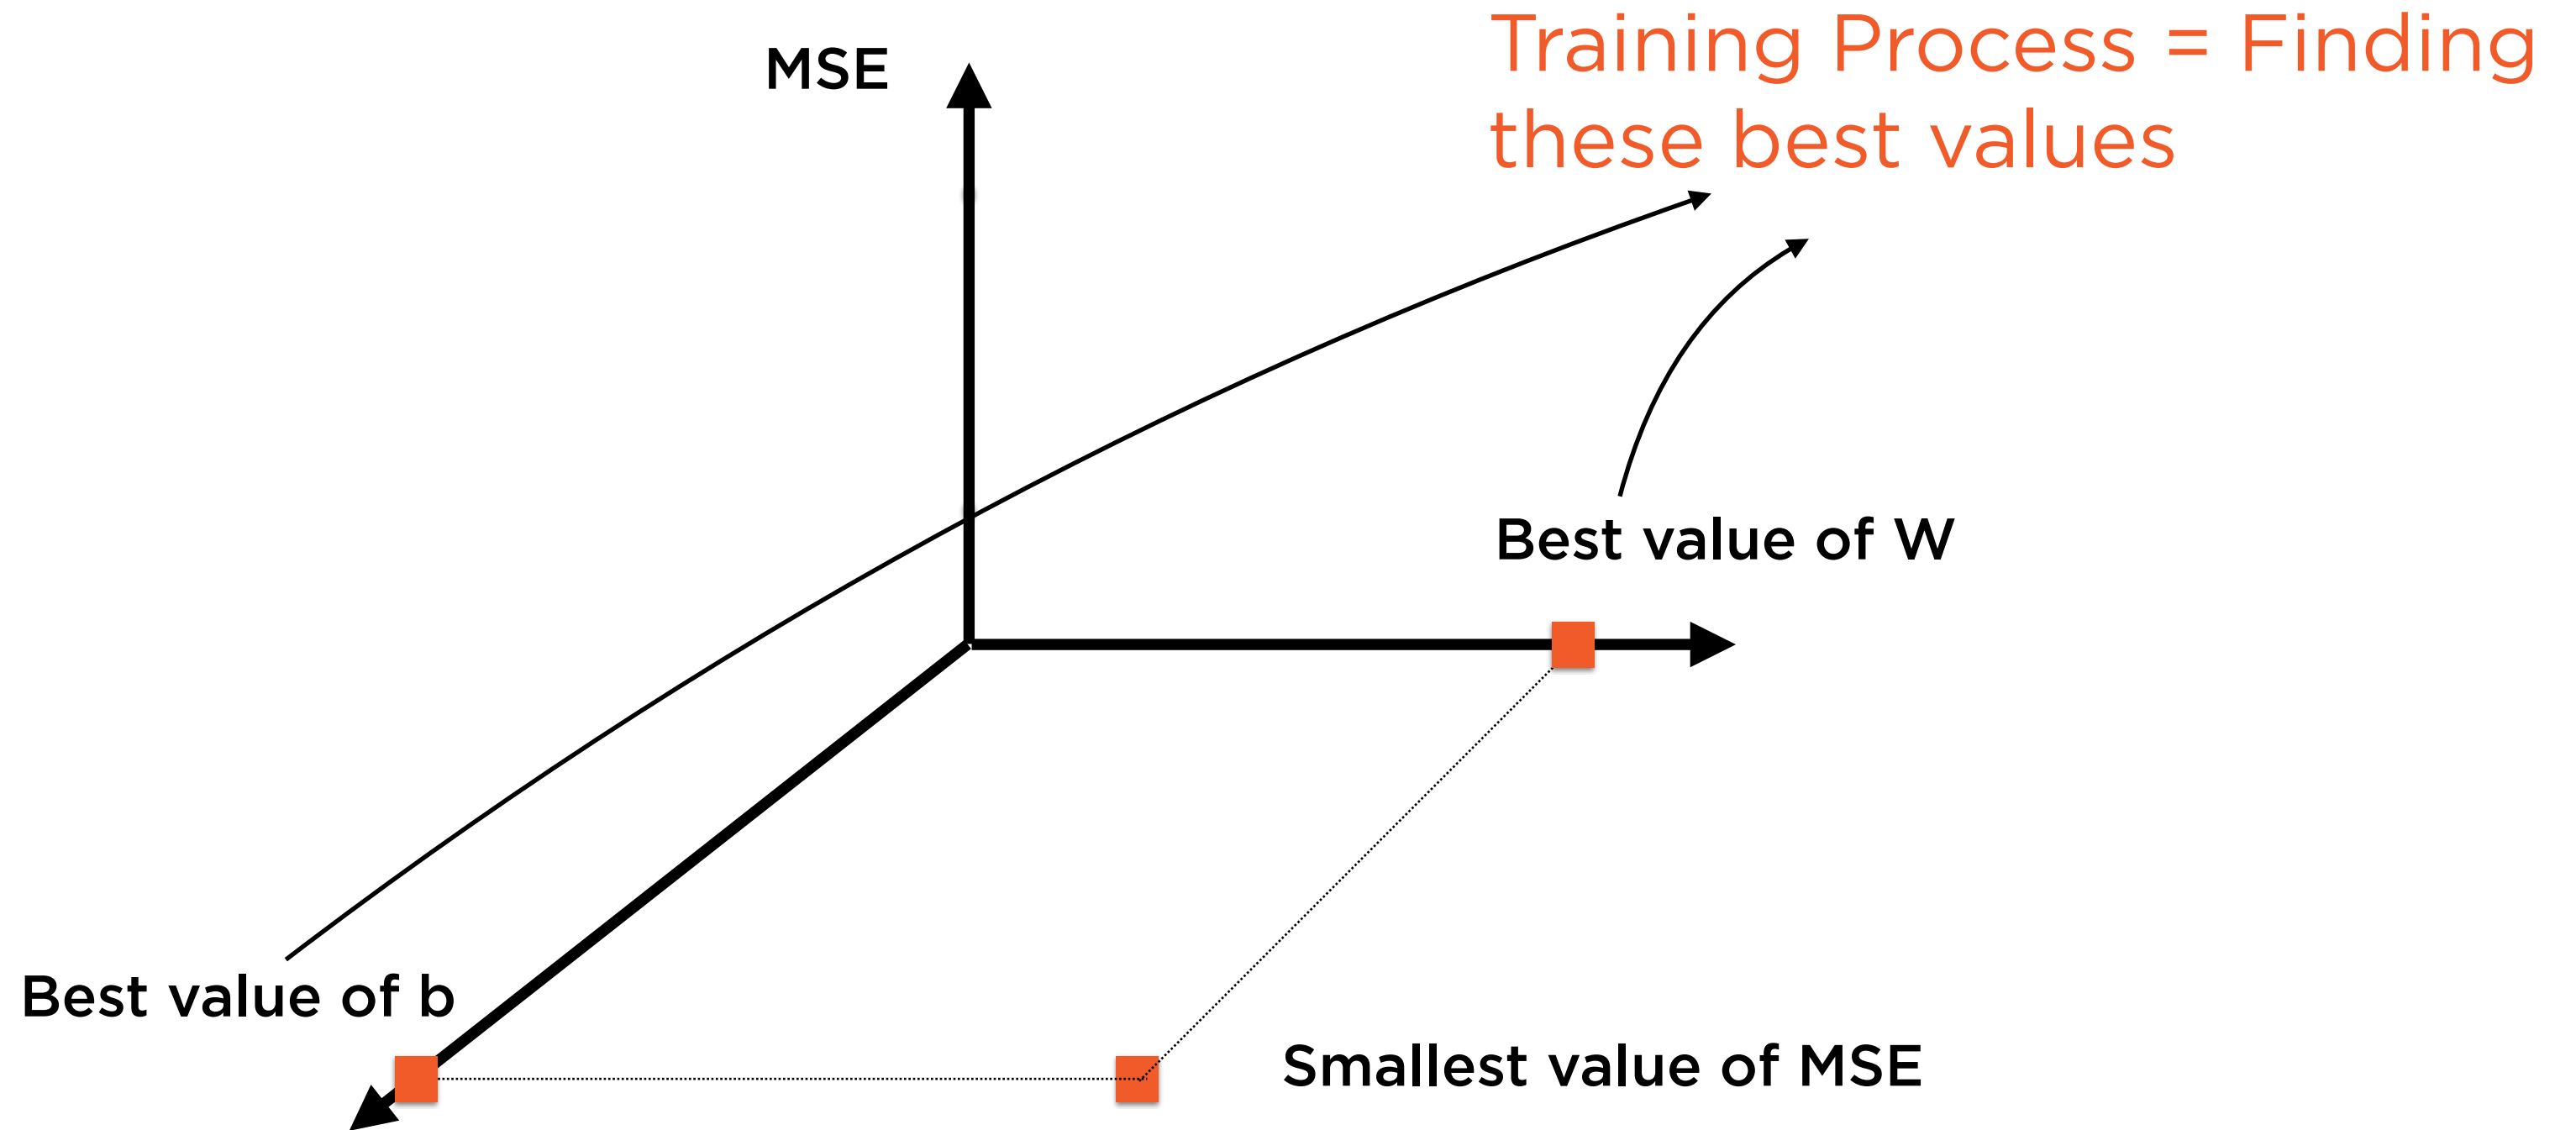 Training Process = Finding
these best values
MSE
Best value of W
Best value of b
Smallest value of MSE